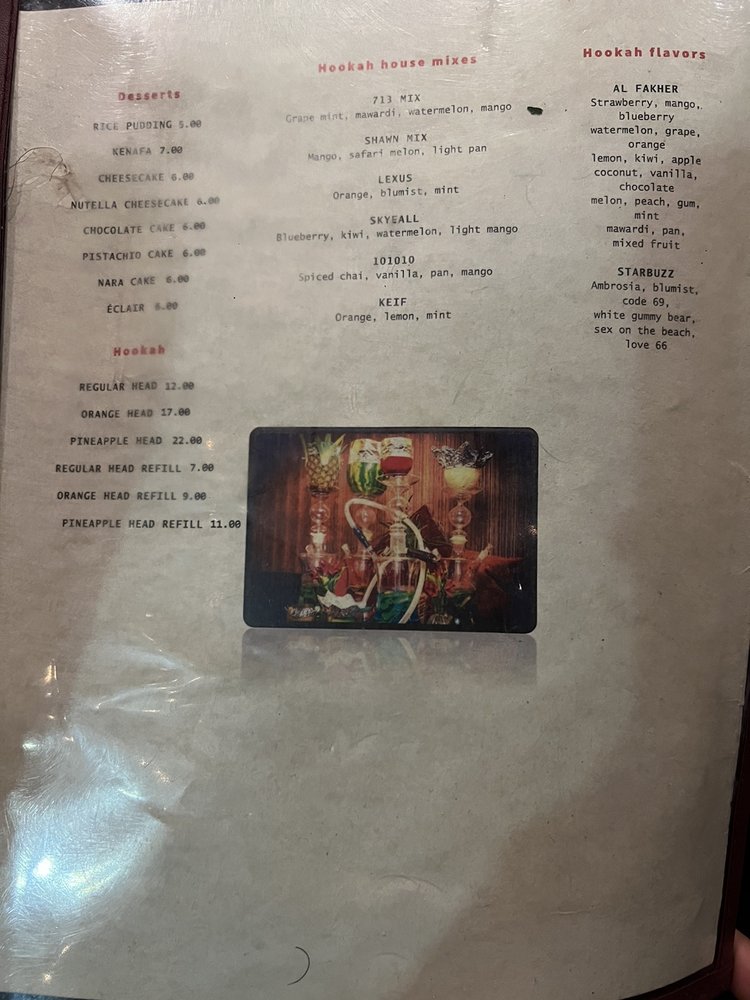 Desserts
RICE PUDDING 5.00
KENAFA 7.00
CHEESECAKE 6.00
NUTELLA CHEESECAKE 6.00
CHOCOLATE CAKE 6.00
PISTACHIO CAKE 6.00
NARA CAKE 6.00
ÉCLAIR 6.00
Hookah
REGULAR HEAD 12.00
ORANGE HEAD 17.00
PINEAPPLE HEAD 22.00
REGULAR HEAD REFILL 7.00
ORANGE HEAD REFILL 9.00
PINEAPPLE HEAD REFILL 11.00
Hookah house mixes
713 MIX
Grape mint, mawardi, watermelon, mango
SHAWN MIX
Mango, safari melon, light pan
LEXUS
Orange, blumist, mint
SKYFALL
Blueberry, kiwi, watermelon, light mango
101010
Spiced chai, vanilla, pan, mango
KEIF
Orange, lemon, mint
Hookah flavors
AL FAKHER
Strawberry, mango,
blueberry
watermelon, grape,
orange
lemon, kiwi, apple
coconut, vanilla,
chocolate
melon, peach, gum,
mint
mawardi, pan,
mixed fruit
STARBUZZ
Ambrosia, blumist,
code 69,
white gummy bear,
sex on the beach,
love 66